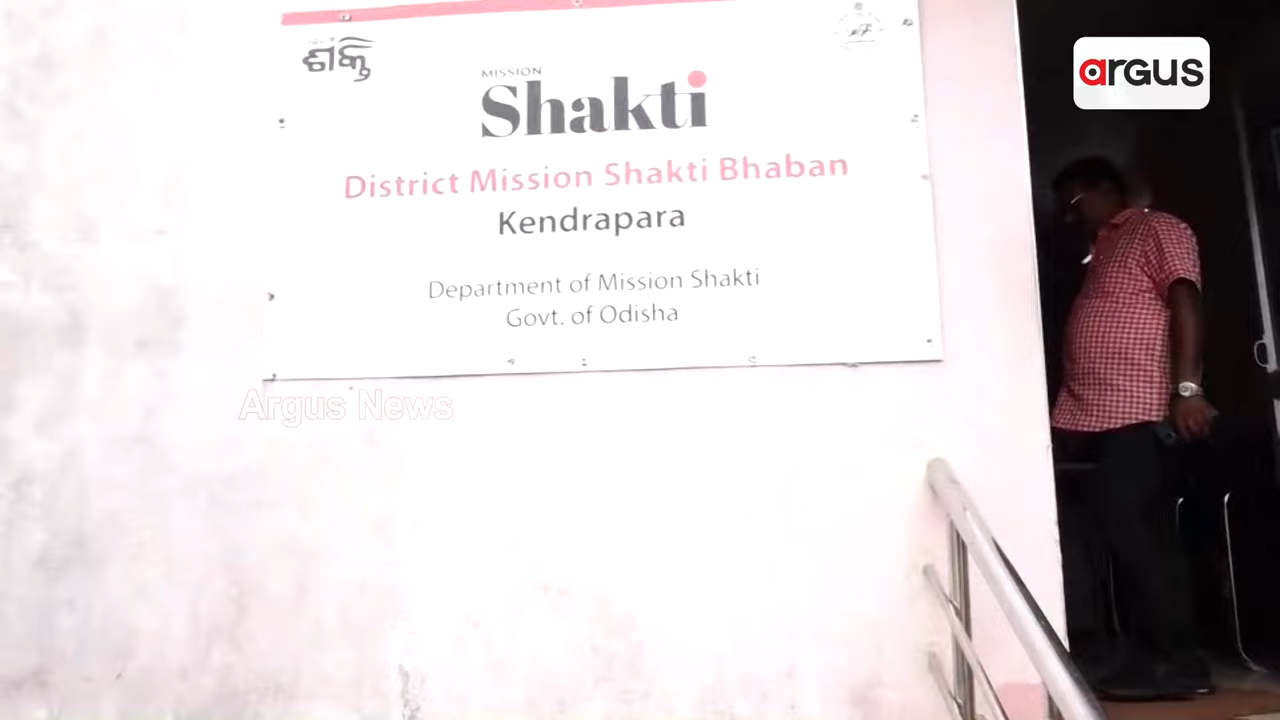 ଶକ୍ତି
MISSION
Shakti
District Mission Shakti Bhaban
Kendrapara
Department of Mission Shakti
Govt. of Odisha
argus
Argus News